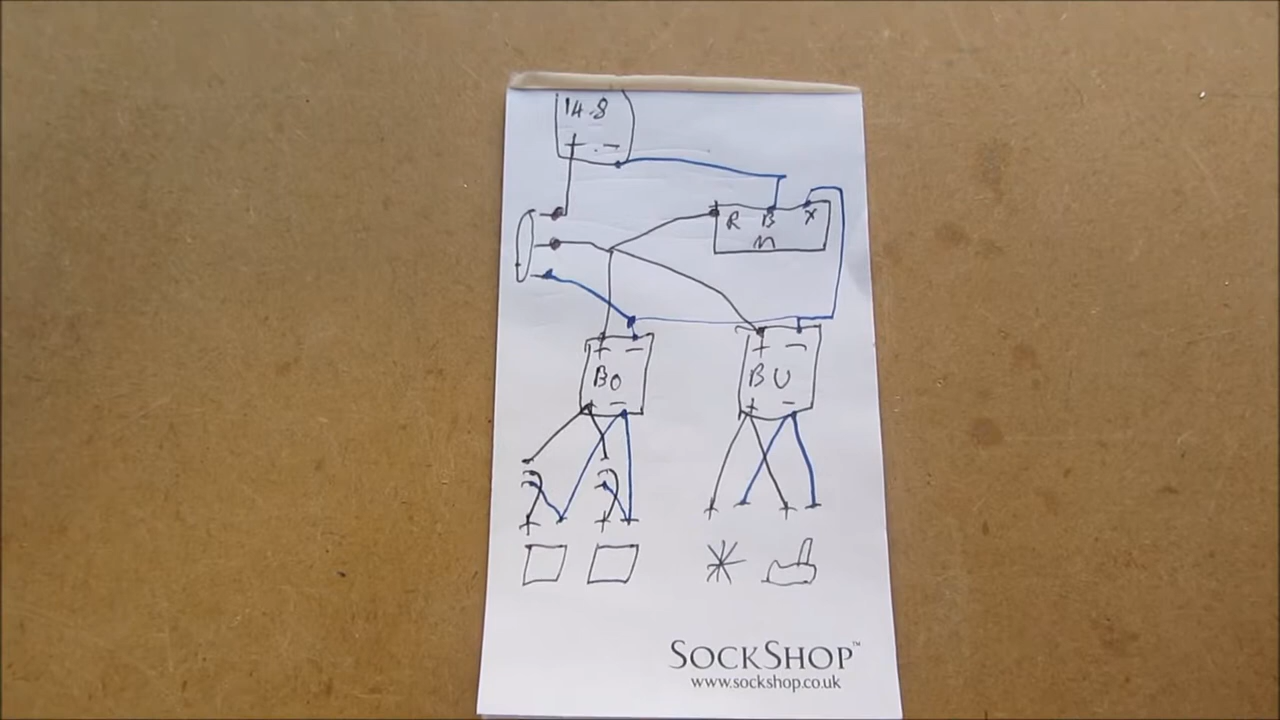 14.8
+ -
R B X
M
+ - + -
BO BU
+ - + -
+ +
SOCKSHOP™
www.sockshop.co.uk